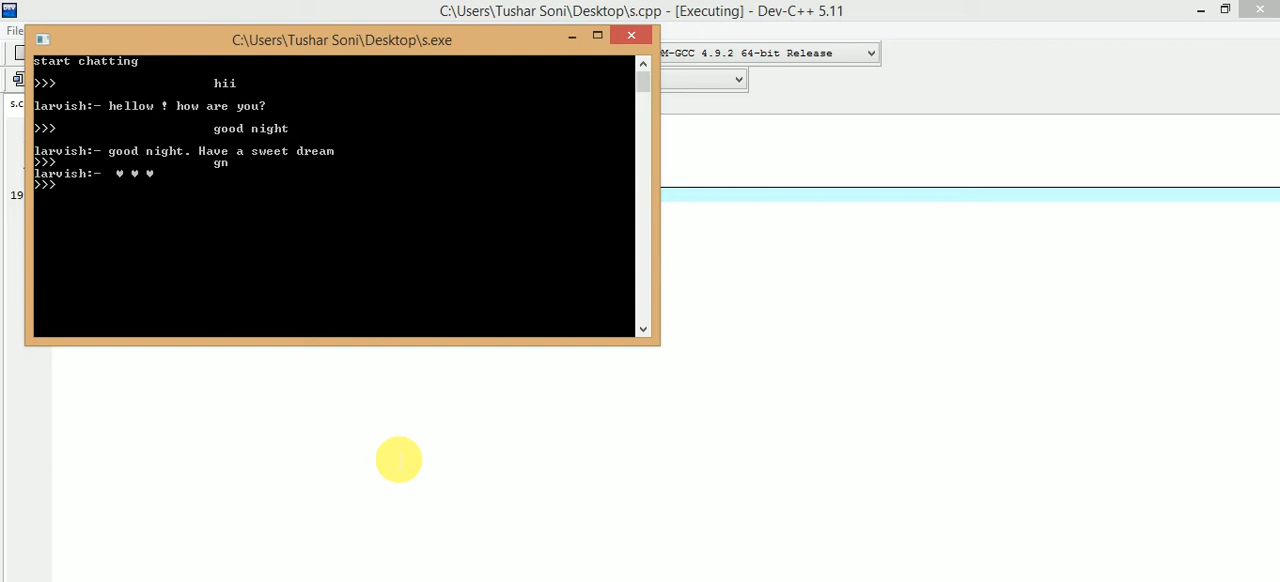 C:\Users\Tushar Soni\Desktop\s.cpp - [Executing] - Dev-C++ 5.11
File
C:\Users\Tushar Soni\Desktop\s.exe
M-GCC 4.9.2 64-bit Release
start chatting
>>> hii
s.c
larvish:- hellow ! how are you?
>>> good night
larvish:- good night. Have a sweet dream
>>> gn
larvish:- ♥ ♥ ♥
>>>
19